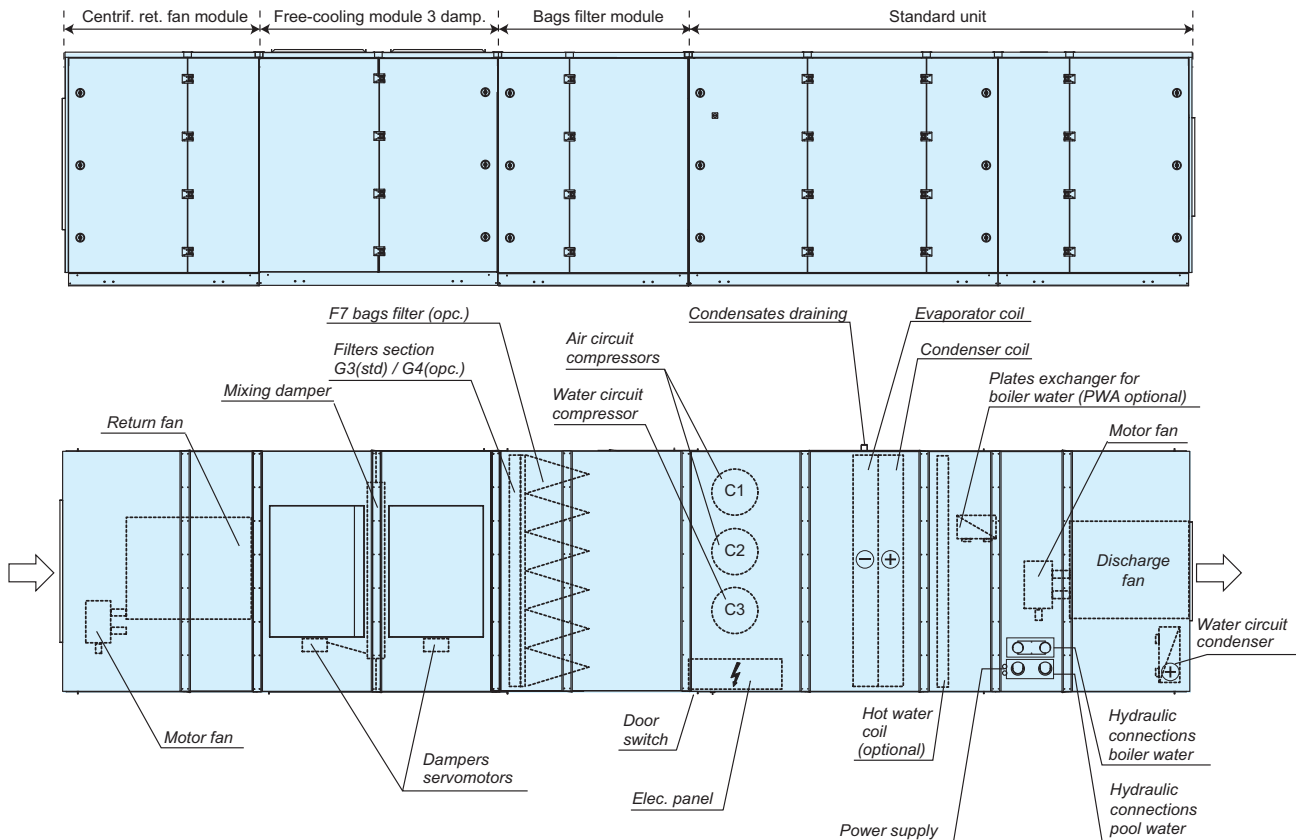 Centrif. ret. fan module
Free-cooling module 3 damp.
Bags filter module
Standard unit
F7 bags filter (opc.)
Filters section
G3(std) / G4(opc.)
Mixing damper
Return fan
Air circuit
compressors
Water circuit
compressor
Condensates draining
Evaporator coil
Condenser coil
Plates exchanger for
boiler water (PWA optional)
Motor fan
C1
C2
C3
Discharge
fan
Water circuit
condenser
Motor fan
Dampers
servomotors
Door
switch
Elec. panel
Hot water
coil
(optional)
Power supply
Hydraulic
connections
boiler water
Hydraulic
connections
pool water